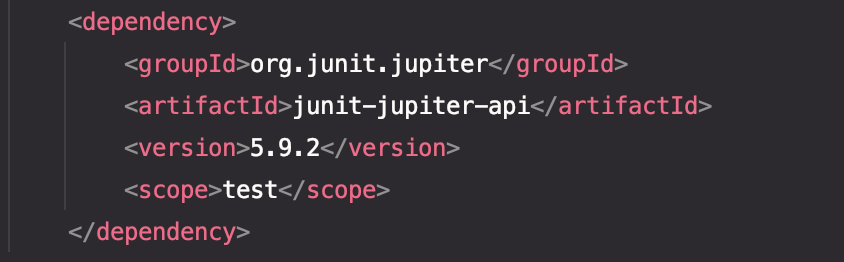 <dependency>
<groupId>org.junit.jupiter</groupId>
<artifactId>junit-jupiter-api</artifactId>
<version>5.9.2</version>
<scope>test</scope>
</dependency>